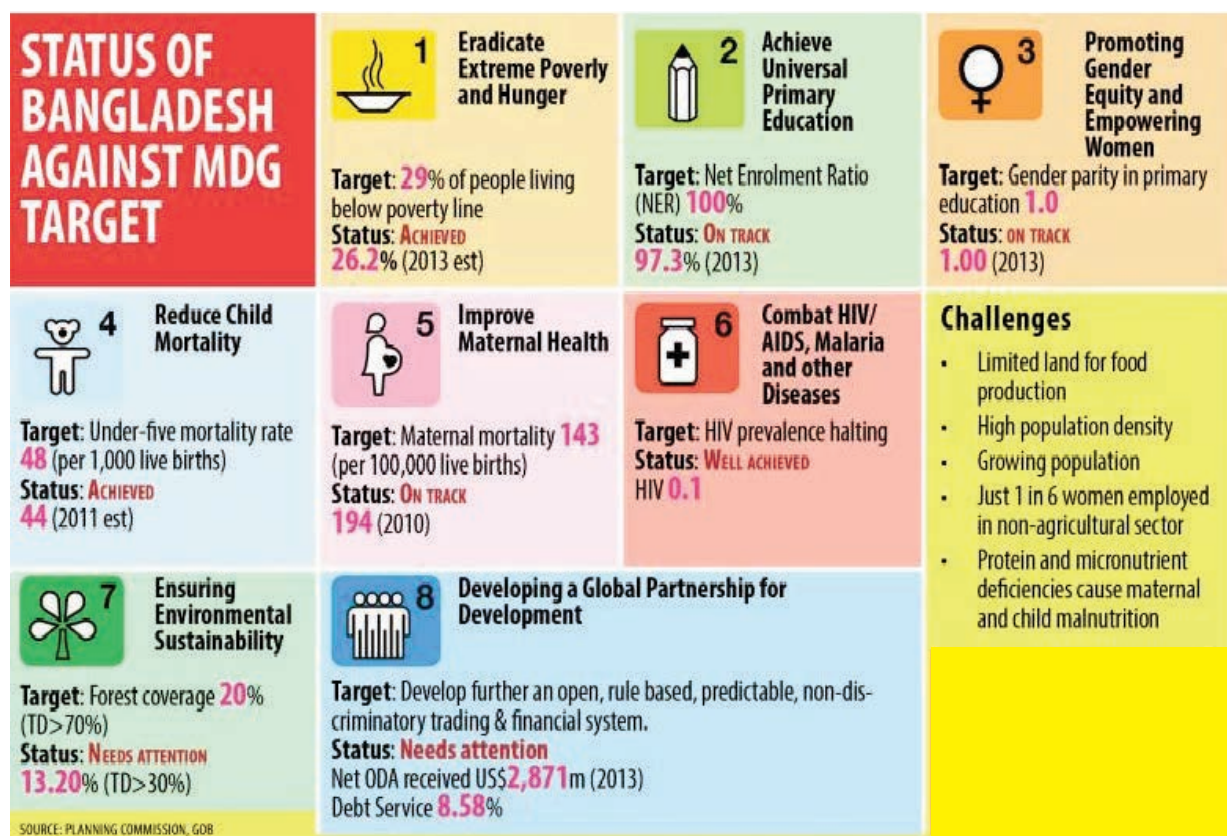 STATUS OF
BANGLADESH
AGAINST MDG
TARGET
1
Eradicate
Extreme Poverly
and Hunger
Target: 29% of people living
below poverty line
Status: ACHIEVED
26.2% (2013 est)
2
Achieve
Universal
Primary
Education
Target: Net Enrolment Ratio
(NER) 100%
Status: ON TRACK
97.3% (2013)
3
Promoting
Gender
Equity and
Empowering
Women
Target: Gender parity in primary
education 1.0
Status: ON TRACK
1.00 (2013)
4
Reduce Child
Mortality
Target: Under-five mortality rate
48 (per 1,000 live births)
Status: ACHIEVED
44 (2011 est)
5
Improve
Maternal Health
Target: Maternal mortality 143
(per 100,000 live births)
Status: ON TRACK
194 (2010)
6
Combat HIV/
AIDS, Malaria
and other
Diseases
Target: HIV prevalence halting
Status: WELL ACHIEVED
HIV 0.1
Challenges
• Limited land for food
production
• High population density
• Growing population
• Just 1 in 6 women employed
in non-agricultural sector
• Protein and micronutrient
deficiencies cause maternal
and child malnutrition
7
Ensuring
Environmental
Sustainability
Target: Forest coverage 20%
(TD>70%)
Status: NEEDS ATTENTION
13.20% (TD>30%)
8
Developing a Global Partnership for
Development
Target: Develop further an open, rule based, predictable, non-dis-
criminatory trading & financial system.
Status: Needs attention
Net ODA received US$2,871m (2013)
Debt Service 8.58%
SOURCE: PLANNING COMMISSION, GOB